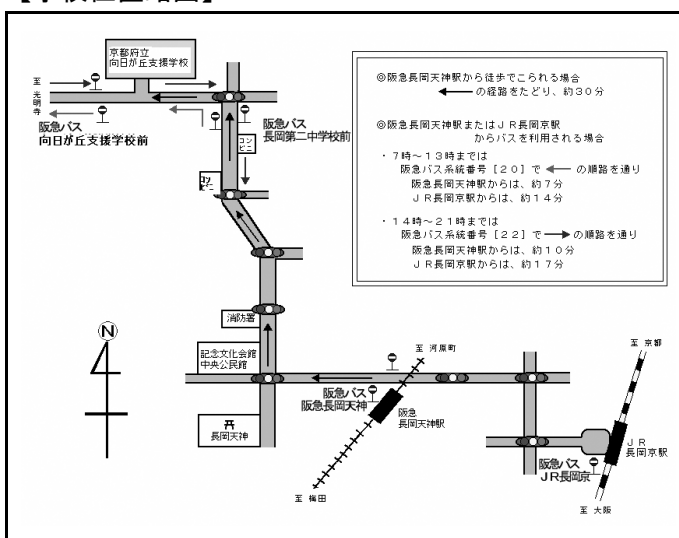 京都府立
向日が丘支援学校
至
光明寺
阪急バス
向日が丘支援学校前
阪急バス
長岡第二中学校前
コンビニ
コンビニ
消防署
記念文化会館
中央公民館
長岡天神
N
阪急バス
阪急長岡天神
至 河原町
阪急
長岡天神駅
至 梅田
至 京都
JR
長岡京駅
阪急バス
JR長岡京
至 大阪
◎阪急長岡天神駅から徒歩でこられる場合
←の経路をたどり、約30分
◎阪急長岡天神駅またはJR長岡京駅
からバスを利用される場合
・7時~13時までは
阪急バス系統番号[20]で ← の順路を通り
阪急長岡天神駅からは、約7分
JR長岡京駅からは、約14分
・14時~21時までは
阪急バス系統番号[22]で → の順路を通り
阪急長岡天神駅からは、約10分
JR長岡京駅からは、約17分